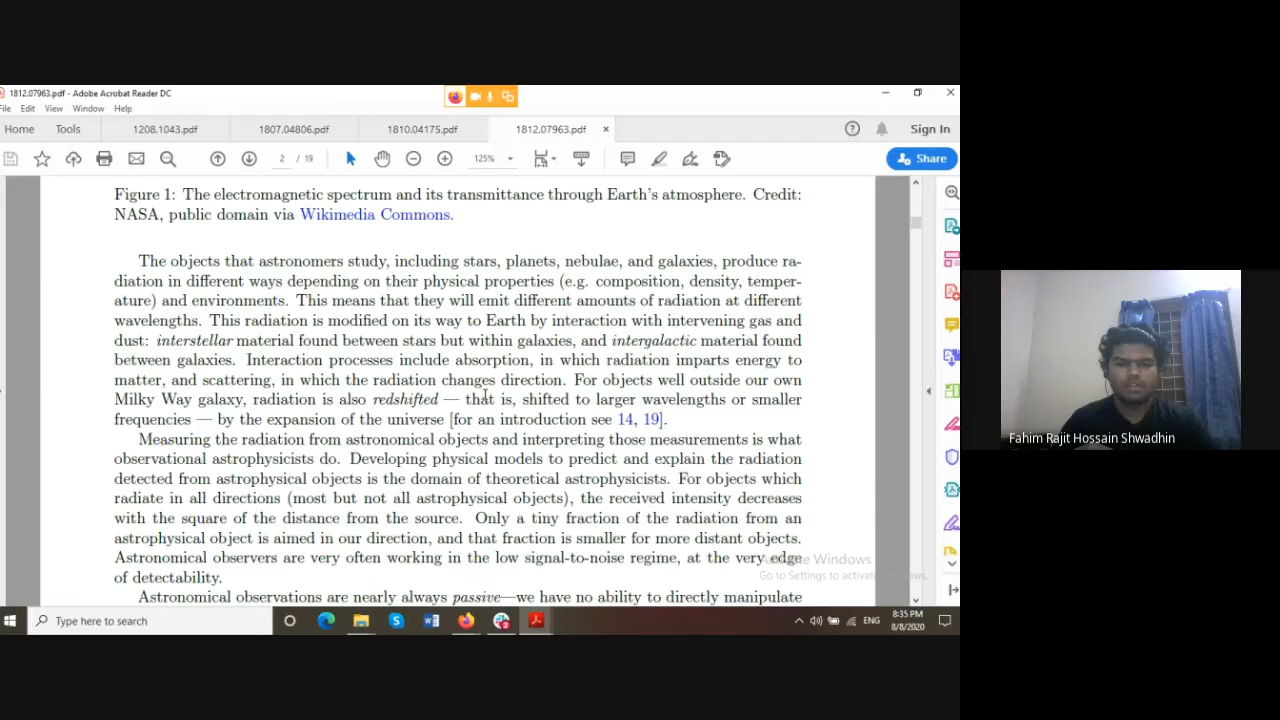 1812.07963.pdf - Adobe Acrobat Reader DC
File Edit View Window Help
Home Tools 1208.1043.pdf 1807.04806.pdf 1810.04175.pdf 1812.07963.pdf × Sign In
2 / 19 125% Share
Figure 1: The electromagnetic spectrum and its transmittance through Earth's atmosphere. Credit:
NASA, public domain via Wikimedia Commons.
The objects that astronomers study, including stars, planets, nebulae, and galaxies, produce ra-
diation in different ways depending on their physical properties (e.g. composition, density, temper-
ature) and environments. This means that they will emit different amounts of radiation at different
wavelengths. This radiation is modified on its way to Earth by interaction with intervening gas and
dust: interstellar material found between stars but within galaxies, and intergalactic material found
between galaxies. Interaction processes include absorption, in which radiation imparts energy to
matter, and scattering, in which the radiation changes direction. For objects well outside our own
Milky Way galaxy, radiation is also redshifted — that is, shifted to larger wavelengths or smaller
frequencies — by the expansion of the universe [for an introduction see 14, 19].
Measuring the radiation from astronomical objects and interpreting those measurements is what
observational astrophysicists do. Developing physical models to predict and explain the radiation
detected from astrophysical objects is the domain of theoretical astrophysicists. For objects which
radiate in all directions (most but not all astrophysical objects), the received intensity decreases
with the square of the distance from the source. Only a tiny fraction of the radiation from an
astrophysical object is aimed in our direction, and that fraction is smaller for more distant objects.
Astronomical observers are very often working in the low signal-to-noise regime, at the very edge
of detectability.
Astronomical observations are nearly always passive—we have no ability to directly manipulate
Activate Windows
Go to Settings to activate Windows.
Type here to search
ENG
8:35 PM
8/8/2020
Fahim Rajit Hossain Shwadhin